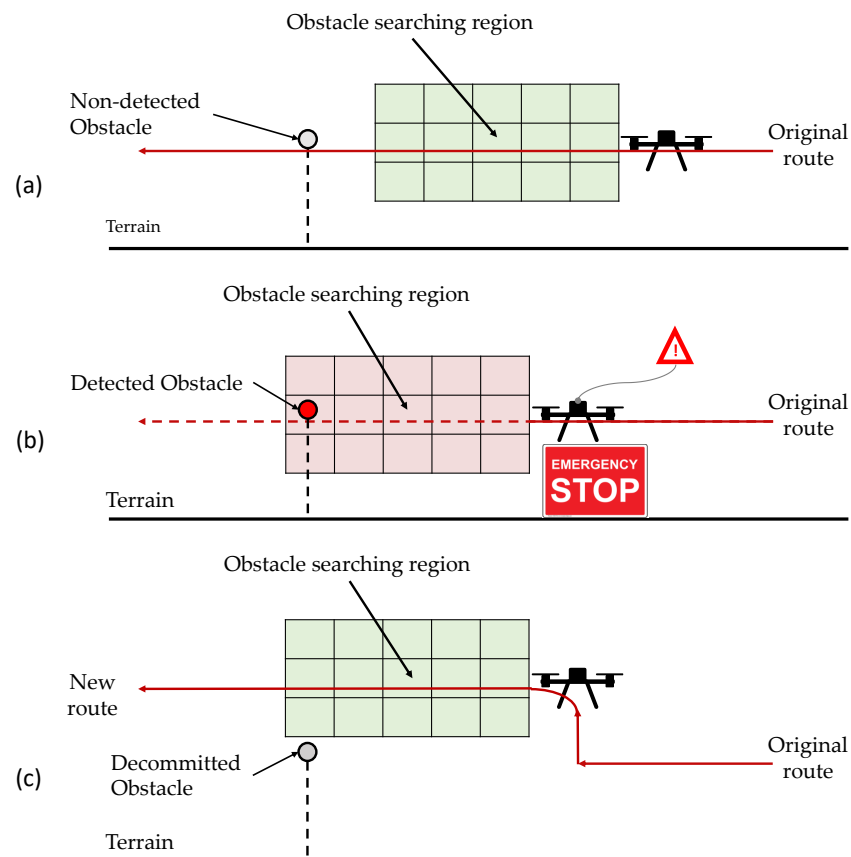 Obstacle searching region
Non-detected
Obstacle
Original
route
(a)
Terrain
Obstacle searching region
!
Detected Obstacle
Original
route
(b)
EMERGENCY
STOP
Terrain
Obstacle searching region
New
route
Original
route
Decommitted
Obstacle
(c)
Terrain